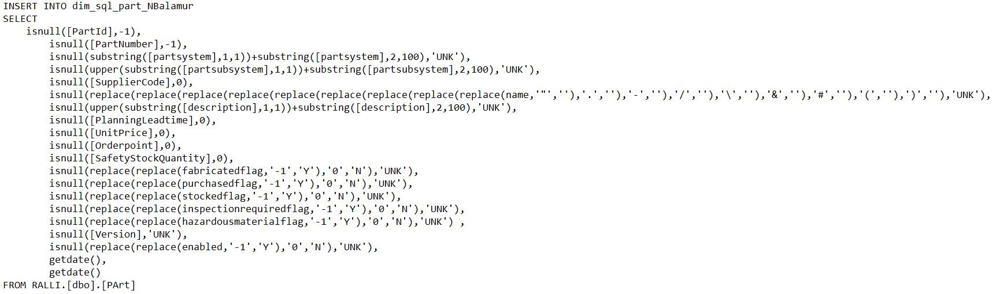 INSERT INTO dim_sql_part_NBalamur
SELECT
isnull([PartId],-1),
isnull([PartNumber],-1),
isnull(substring([partsystem],1,1))+substring([partsystem],2,100),'UNK'),
isnull(upper(substring([partsubsystem],1,1))+substring([partsubsystem],2,100),'UNK'),
isnull([SupplierCode],0),
isnull(replace(replace(replace(replace(replace(replace(replace(replace(replace(name,'"',''),'.',''),'-',''),'/',''),'\',''),'&',''),'#',''),'(',''),')',''),'UNK'),
isnull(upper(substring([description],1,1))+substring([description],2,100),'UNK'),
isnull([PlanningLeadtime],0),
isnull([UnitPrice],0),
isnull([Orderpoint],0),
isnull([SafetyStockQuantity],0),
isnull(replace(replace(fabricatedflag,'-1','Y'),'0','N'),'UNK'),
isnull(replace(replace(purchasedflag,'-1','Y'),'0','N'),'UNK'),
isnull(replace(replace(stockedflag,'-1','Y'),'0','N'),'UNK'),
isnull(replace(replace(inspectionrequiredflag,'-1','Y'),'0','N'),'UNK'),
isnull(replace(replace(hazardousmaterialflag,'-1','Y'),'0','N'),'UNK') ,
isnull([Version],'UNK'),
isnull(replace(replace(enabled,'-1','Y'),'0','N'),'UNK'),
getdate(),
getdate()
FROM RALLI.[dbo].[PArt]